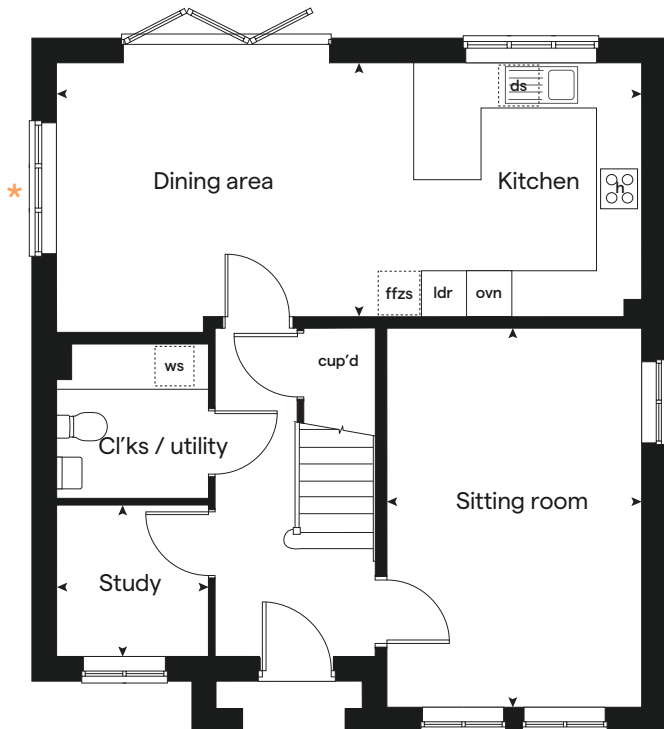 ds
Dining area
Kitchen
h
*
ffzs
ldr
ovn
ws
cup’d
Cl’ks / utility
Sitting room
Study